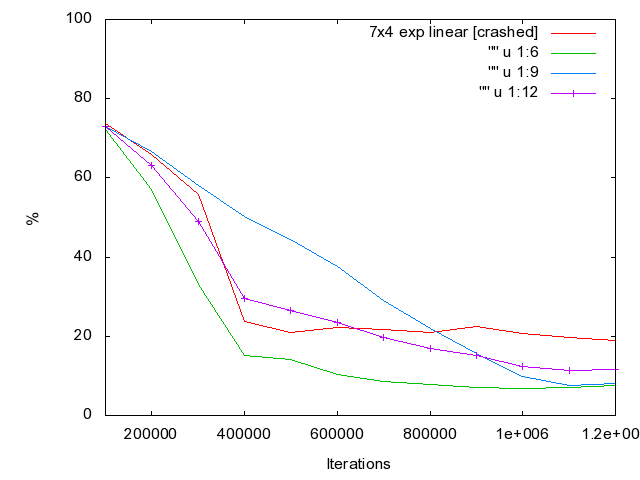 100
80
60
40
20
0
%
7x4 exp linear [crashed]
"" u 1:6
"" u 1:9
"" u 1:12
200000 400000 600000 800000 1e+006 1.2e+00
Iterations